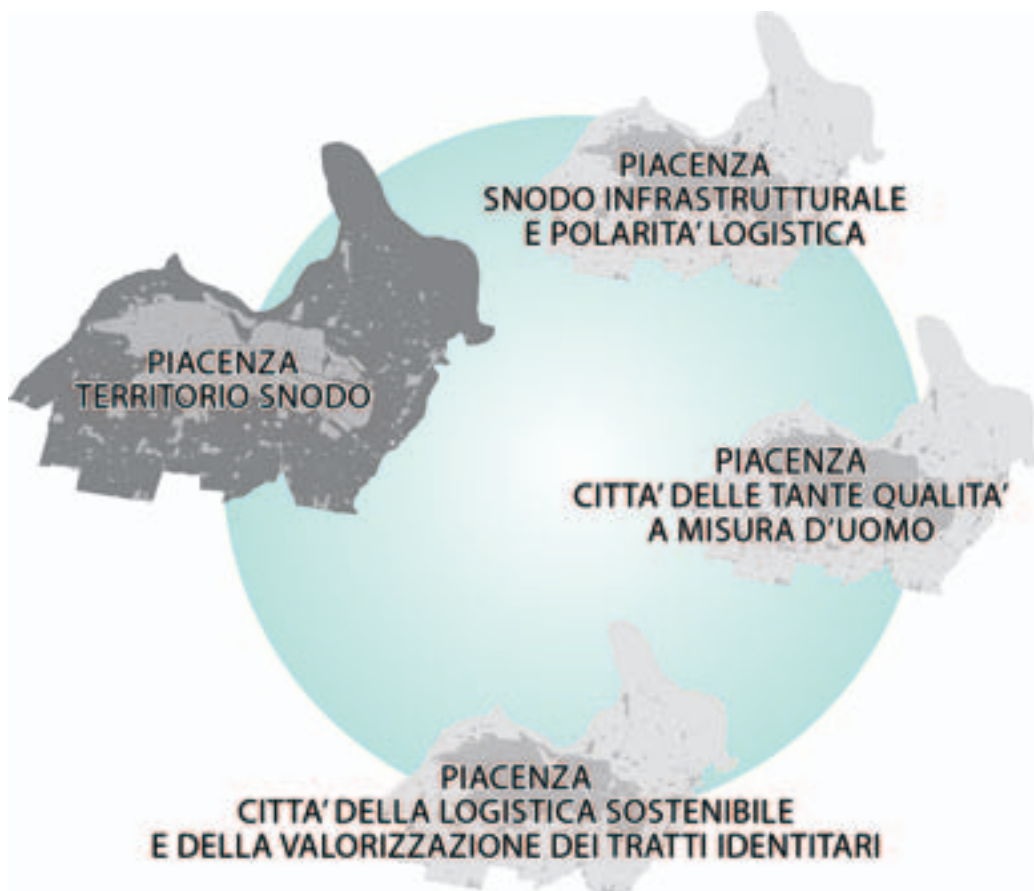 PIACENZA
SNODO INFRASTRUTTURALE
E POLARITA' LOGISTICA
PIACENZA
TERRITORIO SNODO
PIACENZA
CITTA' DELLE TANTE QUALITA'
A MISURA D'UOMO
PIACENZA
CITTA' DELLA LOGISTICA SOSTENIBILE
E DELLA VALORIZZAZIONE DEI TRATTI IDENTITARI